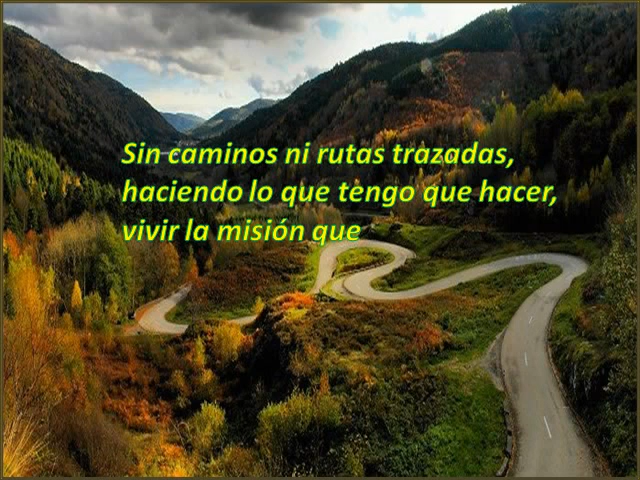 Sin caminos ni rutas trazadas,
haciendo lo que tengo que hacer,
vivir la misión que